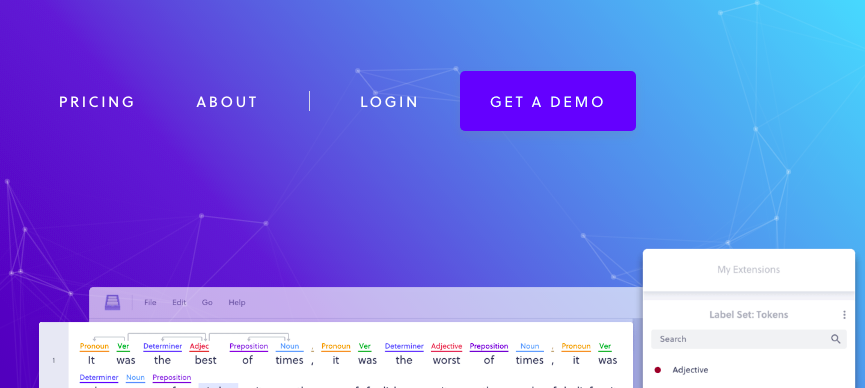 PRICING ABOUT LOGIN GET A DEMO
My Extensions
File Edit Go Help
Label Set: Tokens
Search
Pronoun Ver Determiner Adjec Preposition Noun . Pronoun Ver Determiner Adjective Preposition Noun . Pronoun Ver
1 It was the best of times , it was the worst of times , it was
Adjective
Determiner Noun Preposition